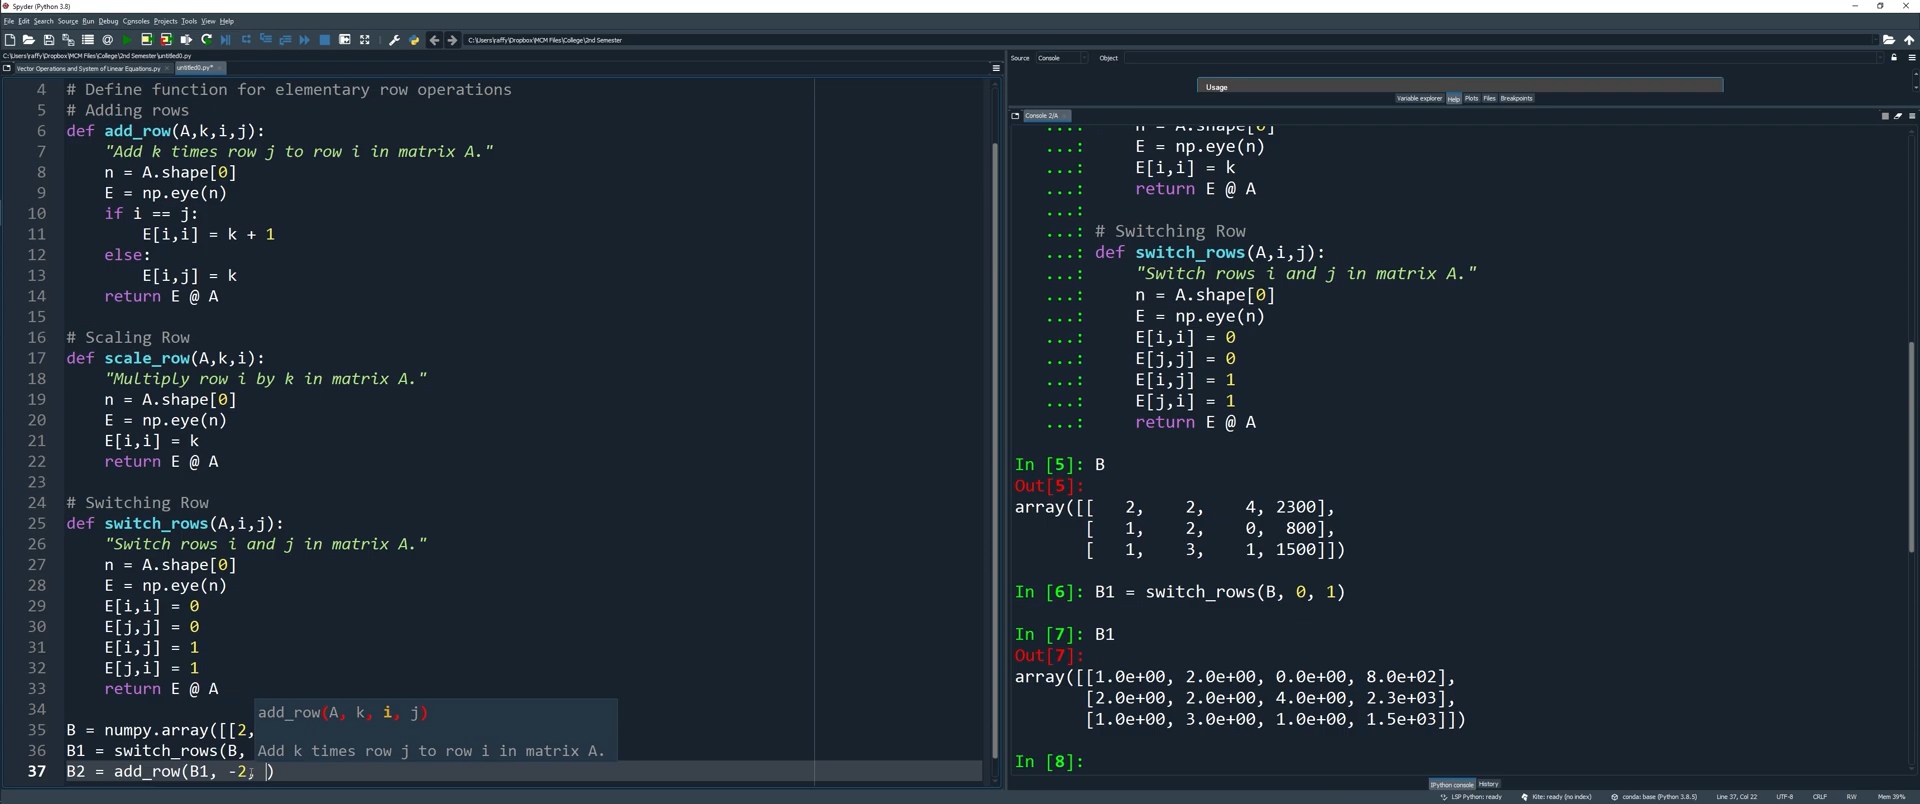 Spyder (Python 3.8)
File Edit Search Source Run Debug Consoles Projects Tools View Help
C:\Users\raffy\Dropbox\MCM Files\College\2nd Semester
C:\Users\raffy\Dropbox\MCM Files\College\2nd Semester\untitled0.py
Vector Operations and System of Linear Equations.py untitled0.py*
4 # Define function for elementary row operations
5 # Adding rows
6 def add_row(A,k,i,j):
7 "Add k times row j to row i in matrix A."
8 n = A.shape[0]
9 E = np.eye(n)
10 if i == j:
11 E[i,i] = k + 1
12 else:
13 E[i,j] = k
14 return E @ A
15
16 # Scaling Row
17 def scale_row(A,k,i):
18 "Multiply row i by k in matrix A."
19 n = A.shape[0]
20 E = np.eye(n)
21 E[i,i] = k
22 return E @ A
23
24 # Switching Row
25 def switch_rows(A,i,j):
26 "Switch rows i and j in matrix A."
27 n = A.shape[0]
28 E = np.eye(n)
29 E[i,i] = 0
30 E[j,j] = 0
31 E[i,j] = 1
32 E[j,i] = 1
33 return E @ A
34
add_row(A, k, i, j)
Add k times row j to row i in matrix A.
35 B = numpy.array([[2,
36 B1 = switch_rows(B,
37 B2 = add_row(B1, -2, )
Source Console Object
Usage
Variable explorer Help Plots Files Breakpoints
Console 2/A
...: n = A.shape[0]
...: E = np.eye(n)
...: E[i,i] = k
...: return E @ A
...:
...: # Switching Row
...: def switch_rows(A,i,j):
...: "Switch rows i and j in matrix A."
...: n = A.shape[0]
...: E = np.eye(n)
...: E[i,i] = 0
...: E[j,j] = 0
...: E[i,j] = 1
...: E[j,i] = 1
...: return E @ A
In [5]: B
Out[5]:
array([[ 2, 2, 4, 2300],
[ 1, 2, 0, 800],
[ 1, 3, 1, 1500]])
In [6]: B1 = switch_rows(B, 0, 1)
In [7]: B1
Out[7]:
array([[1.0e+00, 2.0e+00, 0.0e+00, 8.0e+02],
[2.0e+00, 2.0e+00, 4.0e+00, 2.3e+03],
[1.0e+00, 3.0e+00, 1.0e+00, 1.5e+03]])
In [8]:
IPython console History
LSP Python: ready Kite: ready (no index) conda: base (Python 3.8.5) Line 37, Col 22 UTF-8 CRLF RW Mem 39%